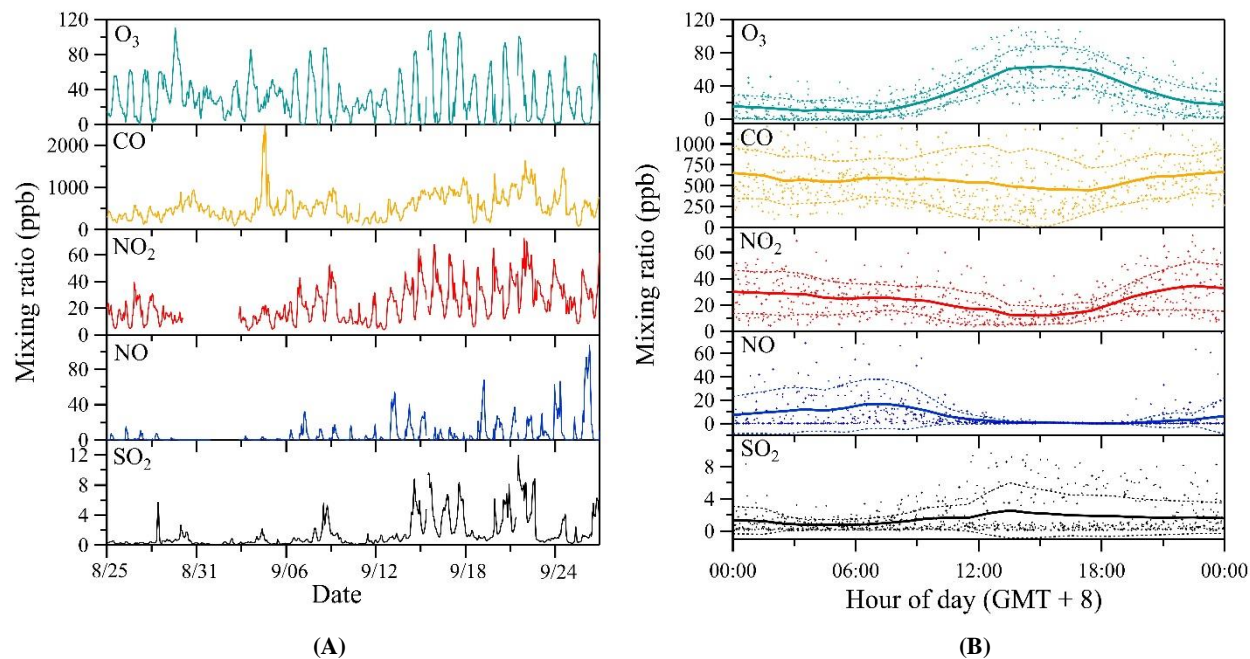 Mixing ratio (ppb)
O3
120
80
40
0
CO
2000
1000
0
NO2
60
40
20
0
NO
80
40
0
SO2
12
8
4
0
8/25 8/31 9/06 9/12 9/18 9/24
Date
(A)
Mixing ratio (ppb)
O3
120
80
40
0
CO
1000
750
500
250
NO2
60
40
20
0
NO
60
40
20
0
SO2
8
4
0
00:00 06:00 12:00 18:00 00:00
Hour of day (GMT + 8)
(B)